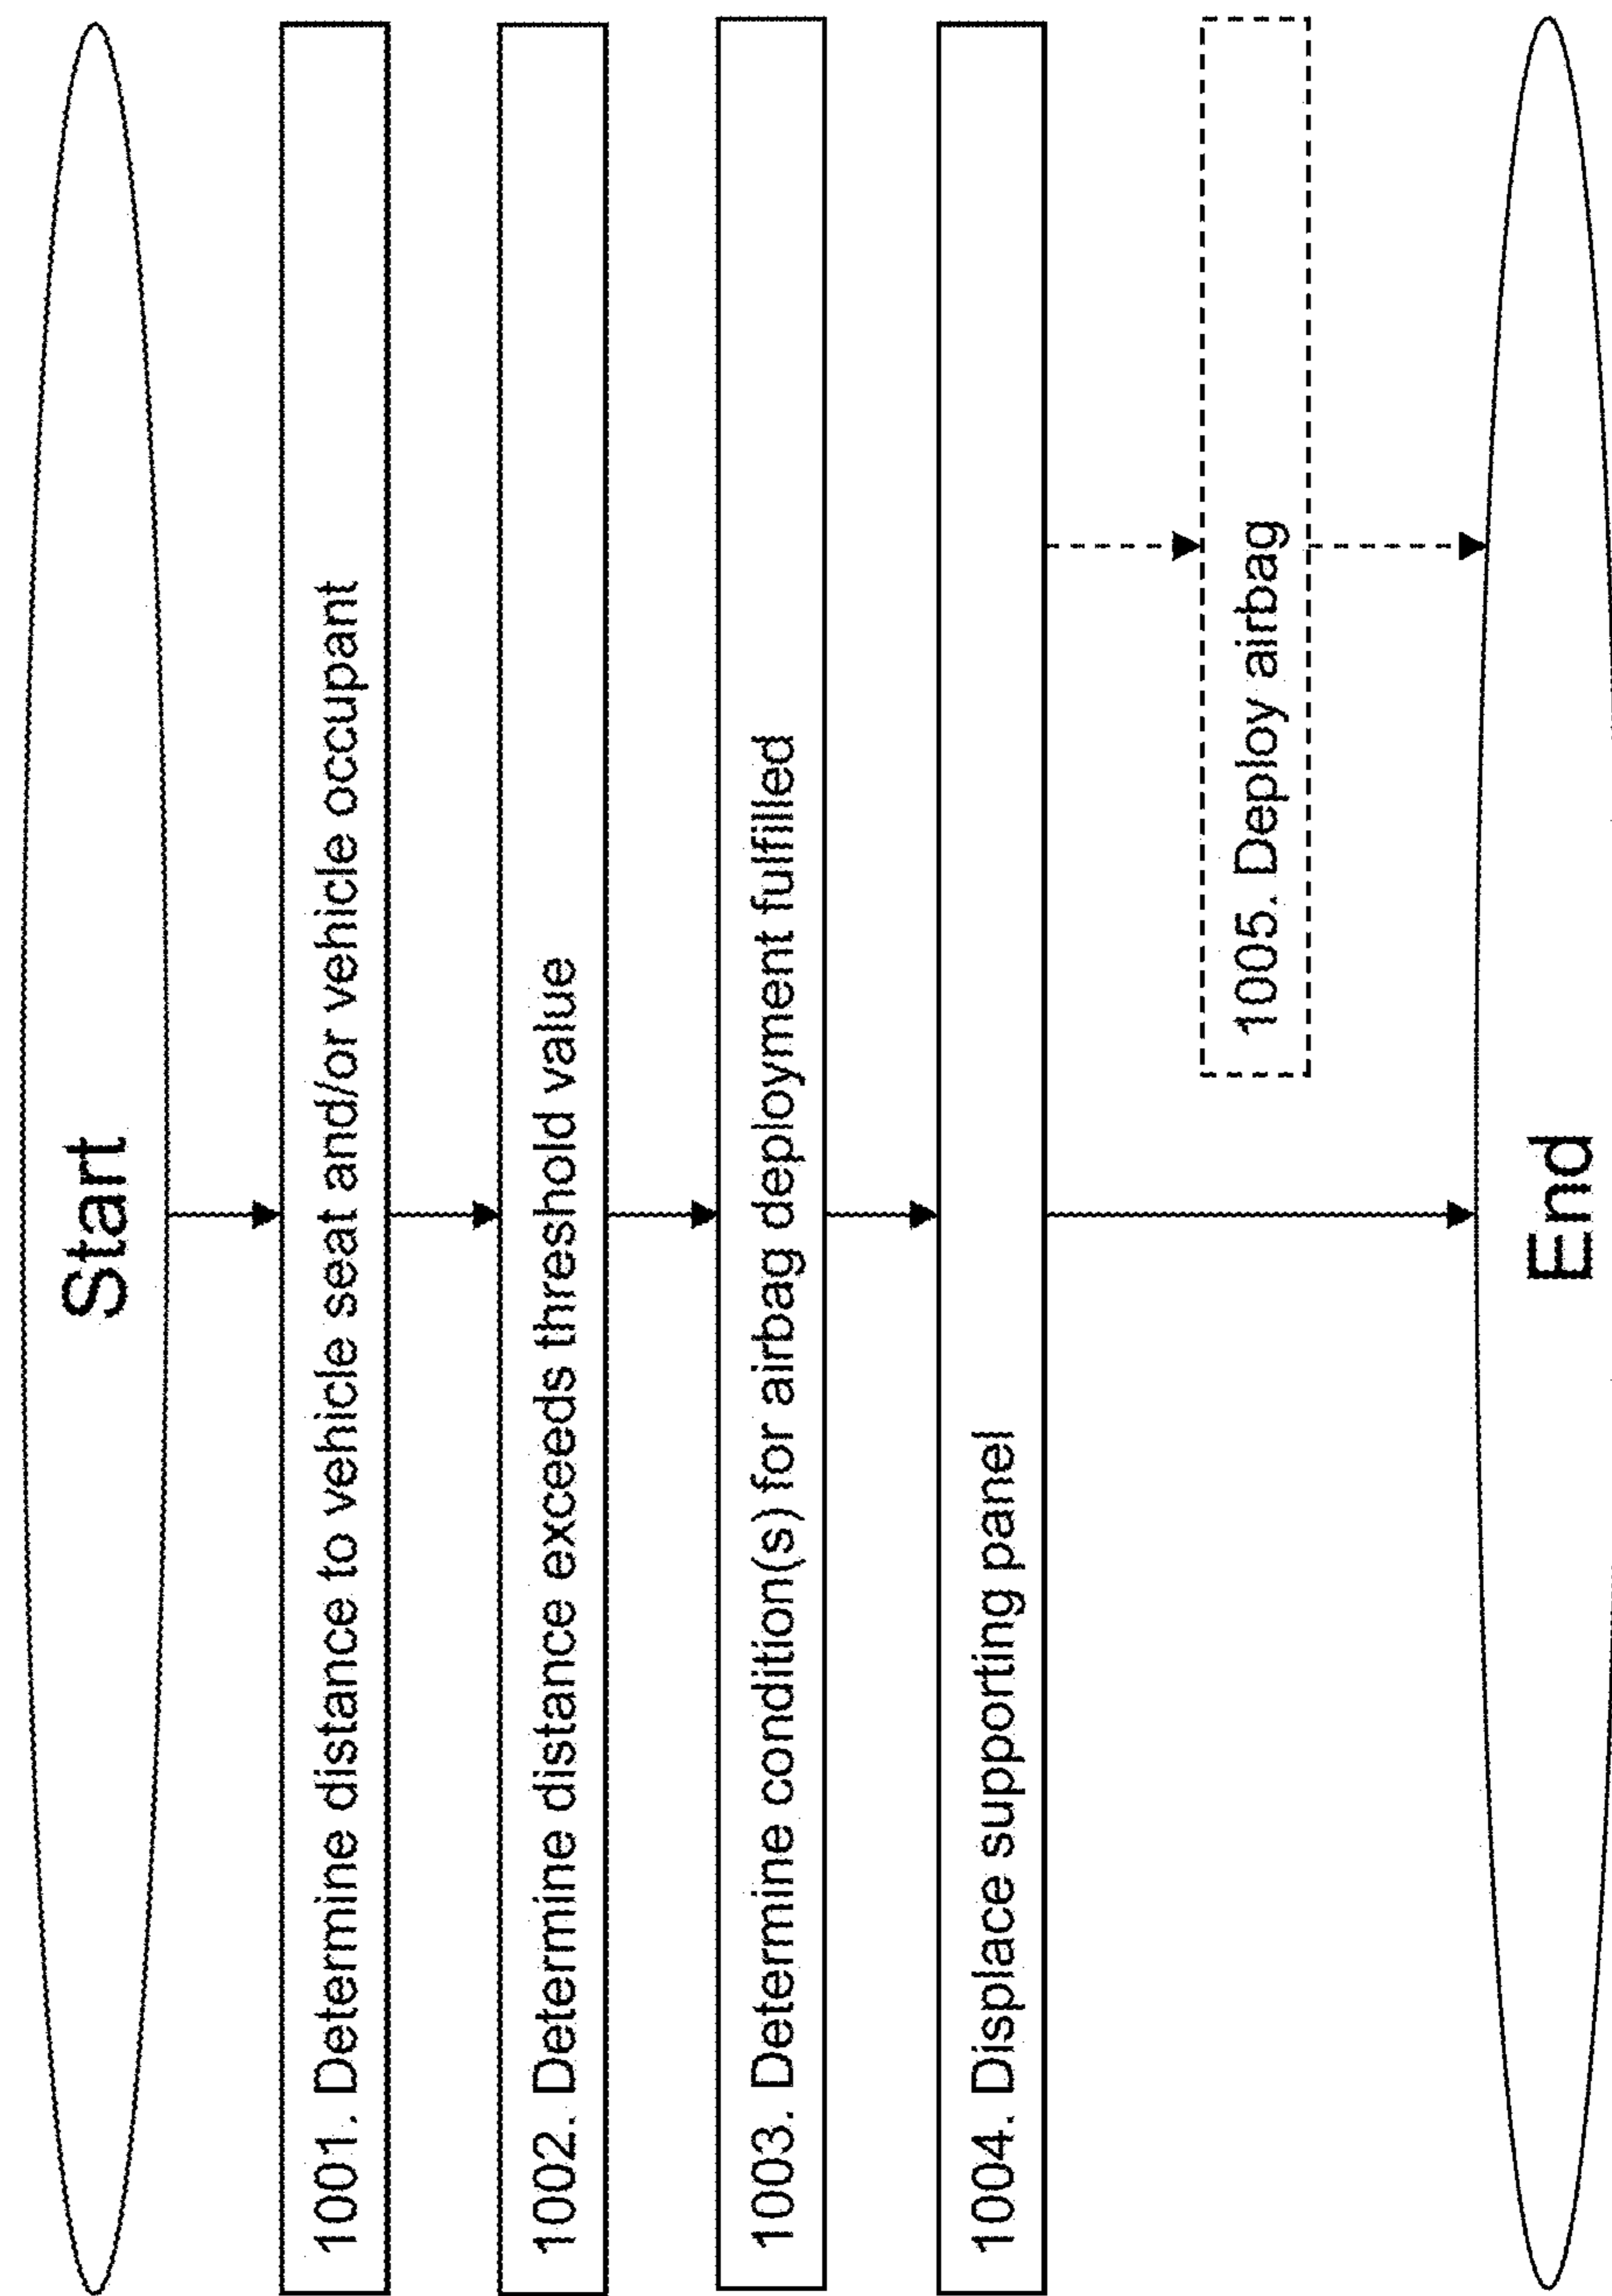 Start
1001. Determine distance to vehicle seat and/or vehicle occupant
1002. Determine distance exceeds threshold value
1003. Determine condition(s) for airbag deployment fulfilled
1004. Displace supporting panel
1005. Deploy airbag
End